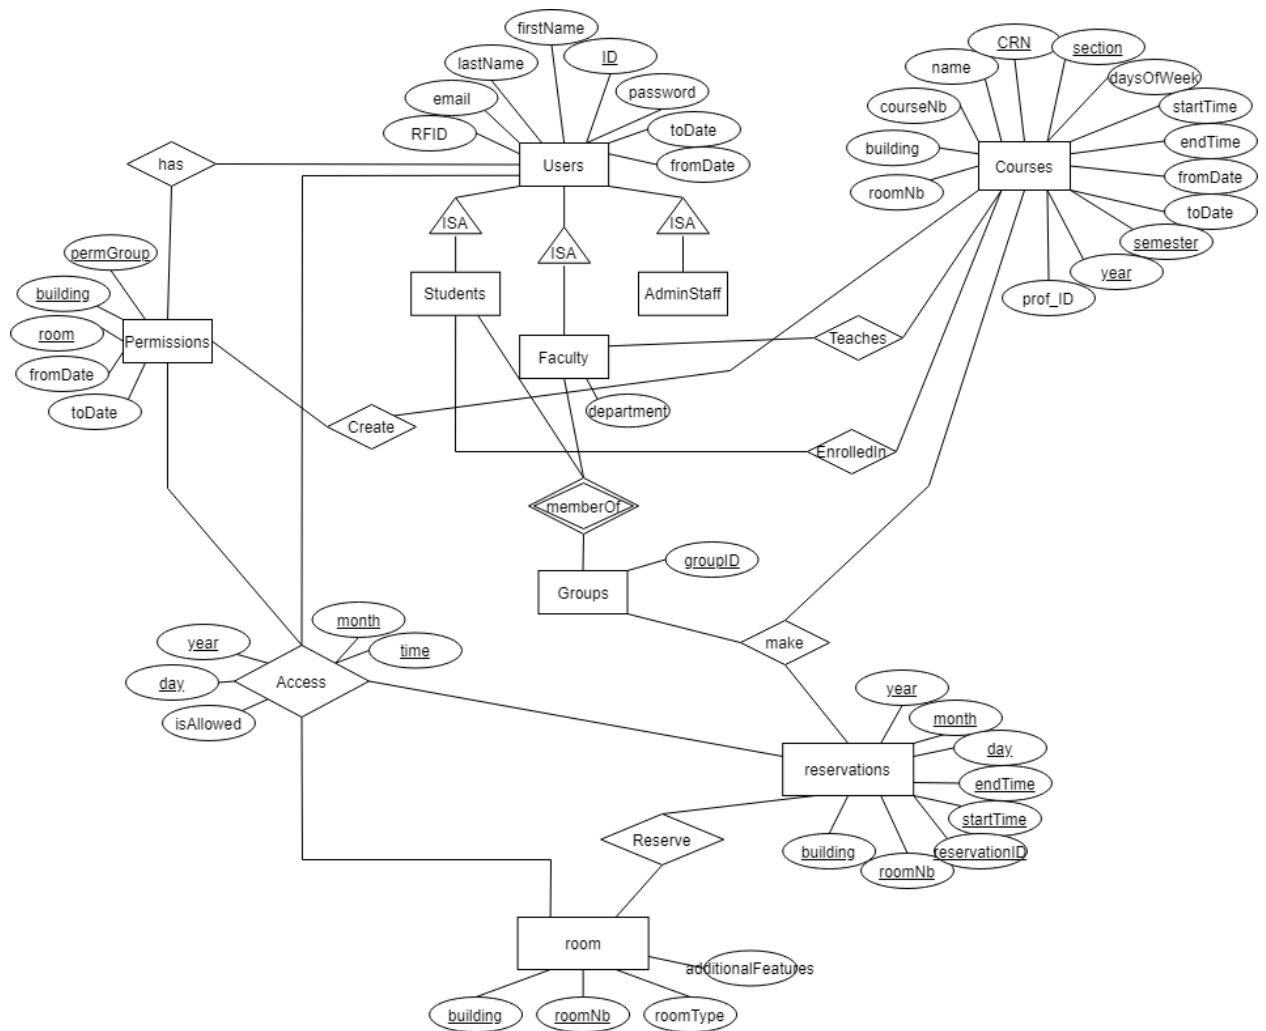 firstName
ID
lastName
password
email
toDate
RFID
fromDate
Users
CRN
section
name
daysOfWeek
courseNb
startTime
endTime
building
Courses
fromDate
roomNb
toDate
semester
year
prof_ID
has
ISA
ISA
ISA
permGroup
building
room
Permissions
fromDate
toDate
Students
AdminStaff
Faculty
department
Teaches
Create
EnrolledIn
memberOf
groupID
Groups
make
month
year
time
day
Access
isAllowed
year
month
day
reservations
endTime
startTime
building
reservationID
roomNb
Reserve
room
additionalFeatures
building
roomNb
roomType